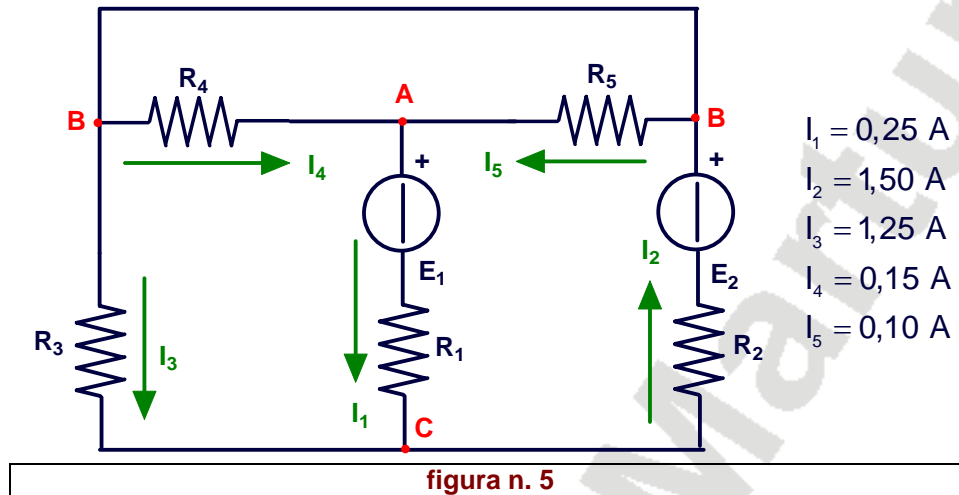 R₄
A
R₅
B
B
I₄
+
I₅
+
I₁ = 0,25 A
I₂ = 1,50 A
I₃ = 1,25 A
I₄ = 0,15 A
I₅ = 0,10 A
E₁
I₂
E₂
R₃
I₃
R₁
R₂
I₁
C
figura n. 5